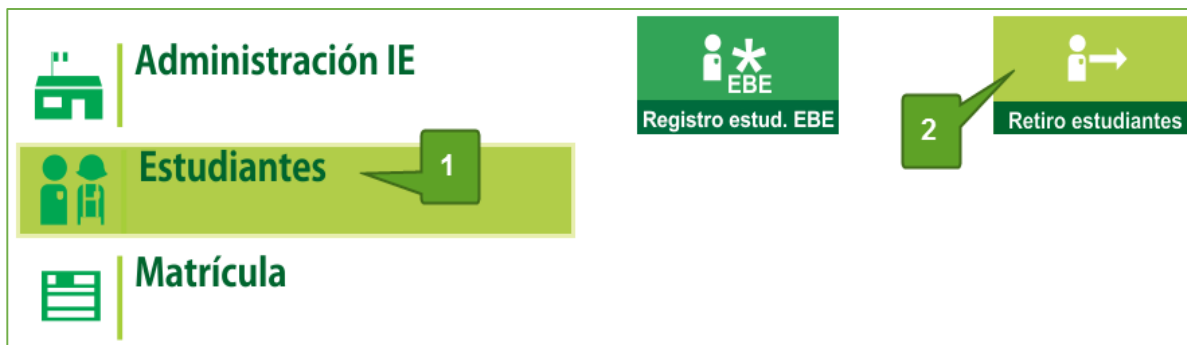 Administración IE
Estudiantes
1
Matrícula
EBE
Registro estud. EBE
2
Retiro estudiantes